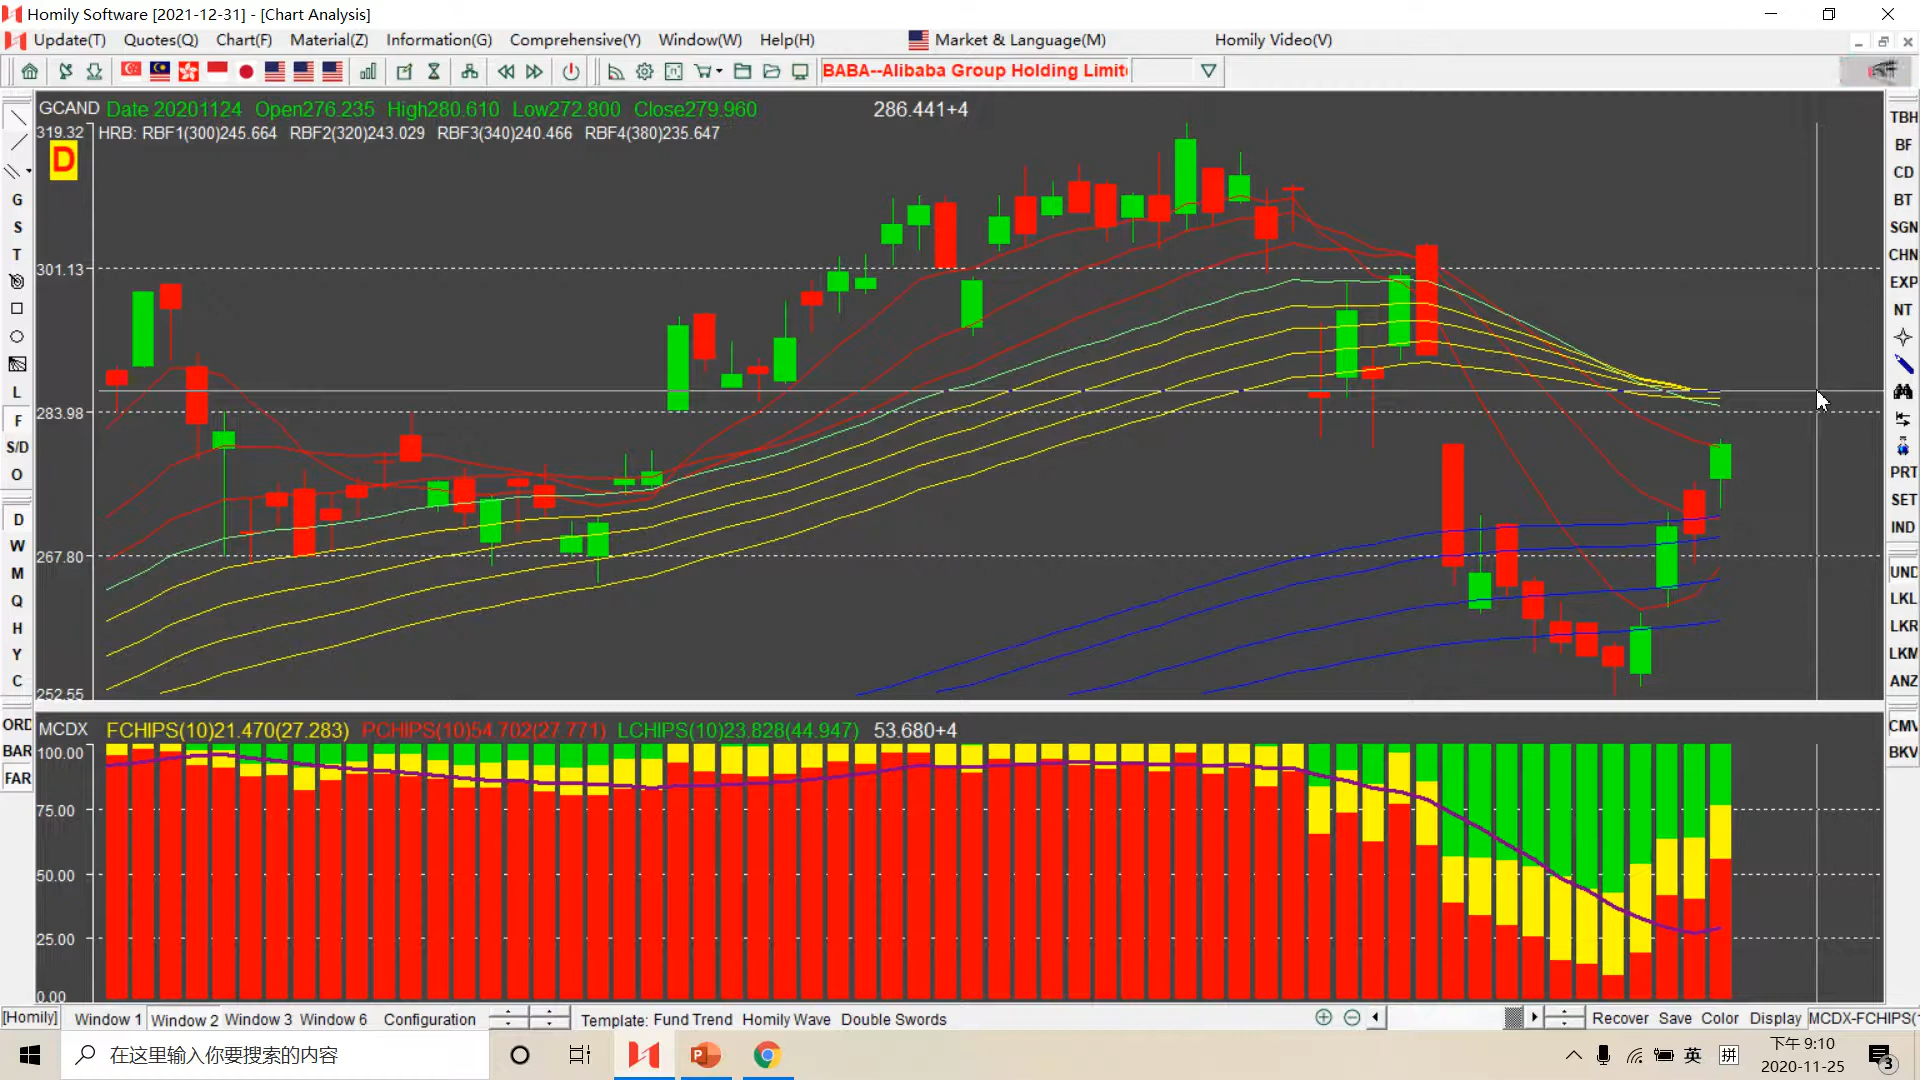 Homily Software [2021-12-31] - [Chart Analysis]
Update(T) Quotes(Q) Chart(F) Material(Z) Information(G) Comprehensive(Y) Window(W) Help(H) Market & Language(M) Homily Video(V)
BABA--Alibaba Group Holding Limit
GCAND Date 20201124 Open276.235 High280.610 Low272.800 Close279.960 286.441+4
HRB: RBF1(300)245.664 RBF2(320)243.029 RBF3(340)240.466 RBF4(380)235.647
319.32
D
301.13
283.98
267.80
252.55
G
S
T
L
F
S/D
O
D
W
M
Q
H
Y
C
ORD
BAR
FAR
TBH
BF
CD
BT
SGN
CHN
EXP
NT
PRT
SET
IND
UND
LKL
LKR
LKM
ANZ
CMV
BKV
MCDX FCHIPS(10)21.470(27.283) PCHIPS(10)54.702(27.771) LCHIPS(10)23.828(44.947) 53.680+4
100.00
75.00
50.00
25.00
0.00
[Homily] Window 1 Window 2 Window 3 Window 6 Configuration Template: Fund Trend Homily Wave Double Swords Recover Save Color Display MCDX-FCHIPS(
在这里输入你要搜索的内容
英 拼
下午 9:10
2020-11-25
3